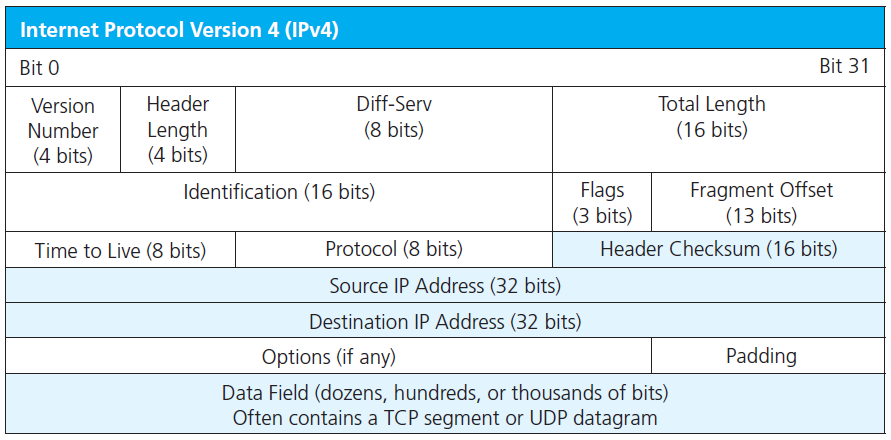 Internet Protocol Version 4 (IPv4)
Bit 0
Bit 31
Version
Number
(4 bits)
Header
Length
(4 bits)
Diff-Serv
(8 bits)
Total Length
(16 bits)
Identification (16 bits)
Flags
(3 bits)
Fragment Offset
(13 bits)
Time to Live (8 bits)
Protocol (8 bits)
Header Checksum (16 bits)
Source IP Address (32 bits)
Destination IP Address (32 bits)
Options (if any)
Padding
Data Field (dozens, hundreds, or thousands of bits)
Often contains a TCP segment or UDP datagram